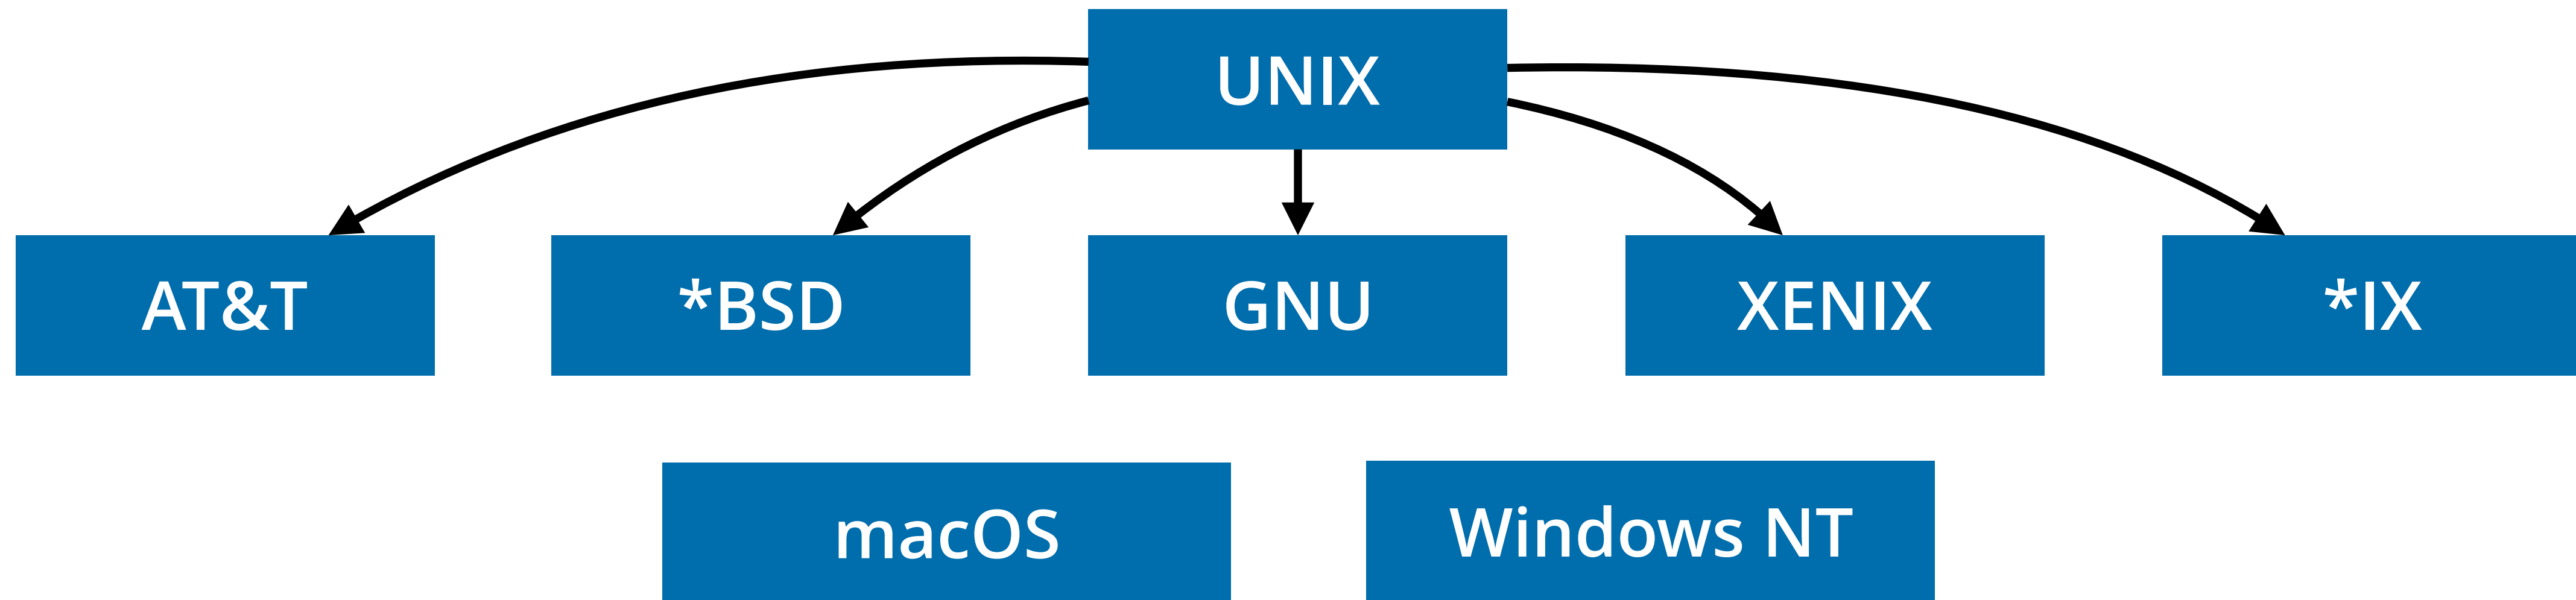 UNIX
AT&T
*BSD
GNU
XENIX
*IX
macOS
Windows NT